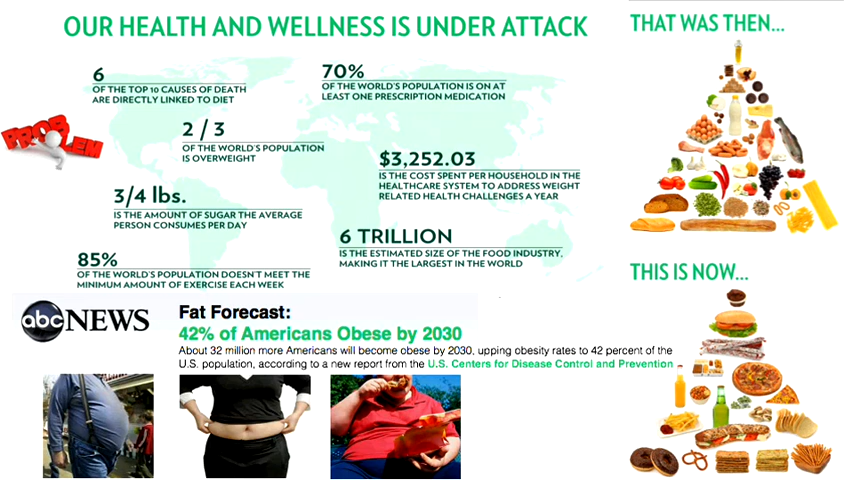 OUR HEALTH AND WELLNESS IS UNDER ATTACK
6
OF THE TOP 10 CAUSES OF DEATH
ARE DIRECTLY LINKED TO DIET
70%
OF THE WORLD'S POPULATION IS ON AT
LEAST ONE PRESCRIPTION MEDICATION
PROBLEM
2 / 3
OF THE WORLD'S POPULATION
IS OVERWEIGHT
$3,252.03
IS THE COST SPENT PER HOUSEHOLD IN THE
HEALTHCARE SYSTEM TO ADDRESS WEIGHT
RELATED HEALTH CHALLENGES A YEAR
3/4 lbs.
IS THE AMOUNT OF SUGAR THE AVERAGE
PERSON CONSUMES PER DAY
6 TRILLION
IS THE ESTIMATED SIZE OF THE FOOD INDUSTRY,
MAKING IT THE LARGEST IN THE WORLD
85%
OF THE WORLD'S POPULATION DOESN'T MEET THE
MINIMUM AMOUNT OF EXERCISE EACH WEEK
abc NEWS
Fat Forecast:
42% of Americans Obese by 2030
About 32 million more Americans will become obese by 2030, upping obesity rates to 42 percent of the
U.S. population, according to a new report from the U.S. Centers for Disease Control and Prevention
THAT WAS THEN...
THIS IS NOW...